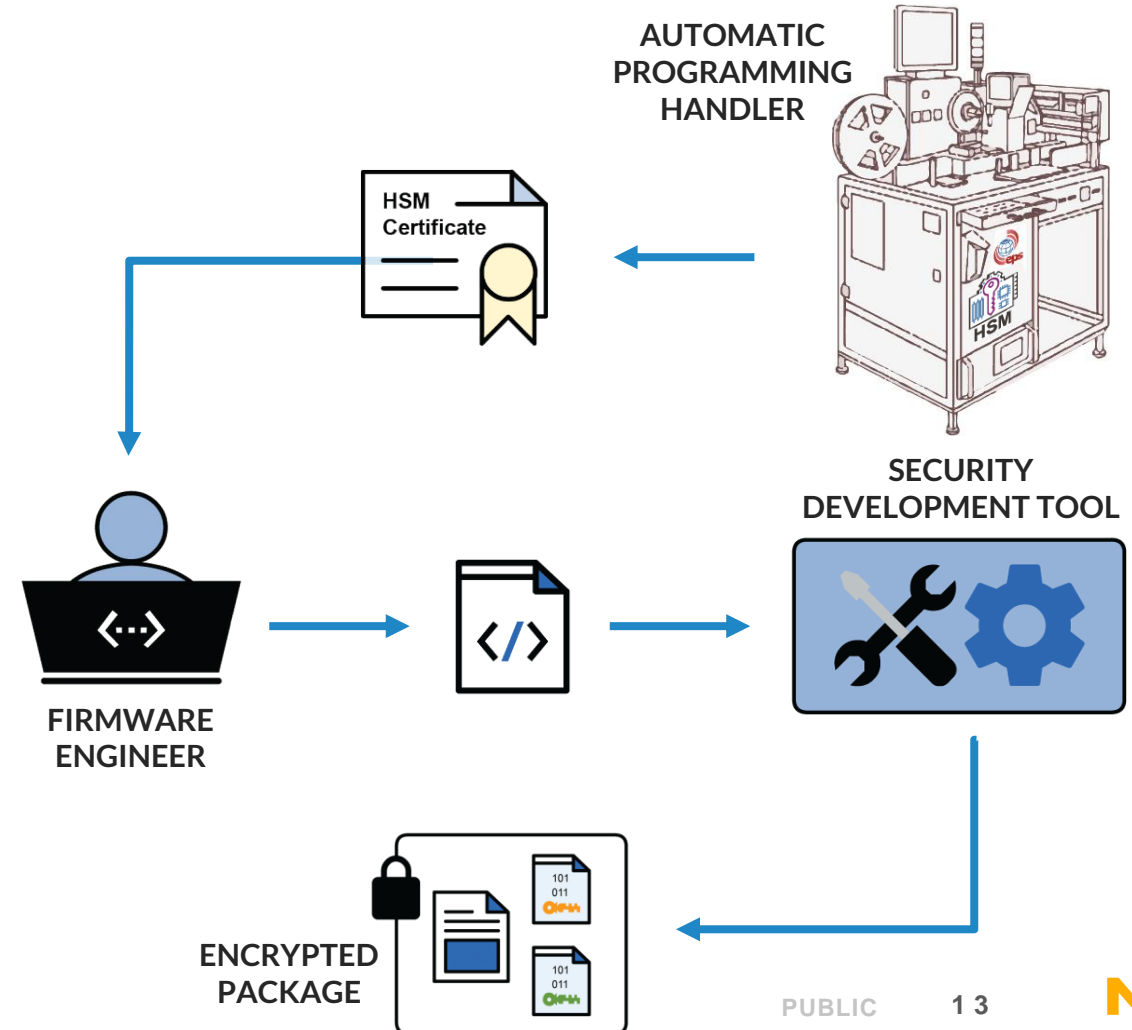 AUTOMATIC
PROGRAMMING
HANDLER
HSM
Certificate
eps
HSM
SECURITY
DEVELOPMENT TOOL
<···>
</>
FIRMWARE
ENGINEER
101
011
ENCRYPTED
PACKAGE
101
011
PUBLIC 13
N